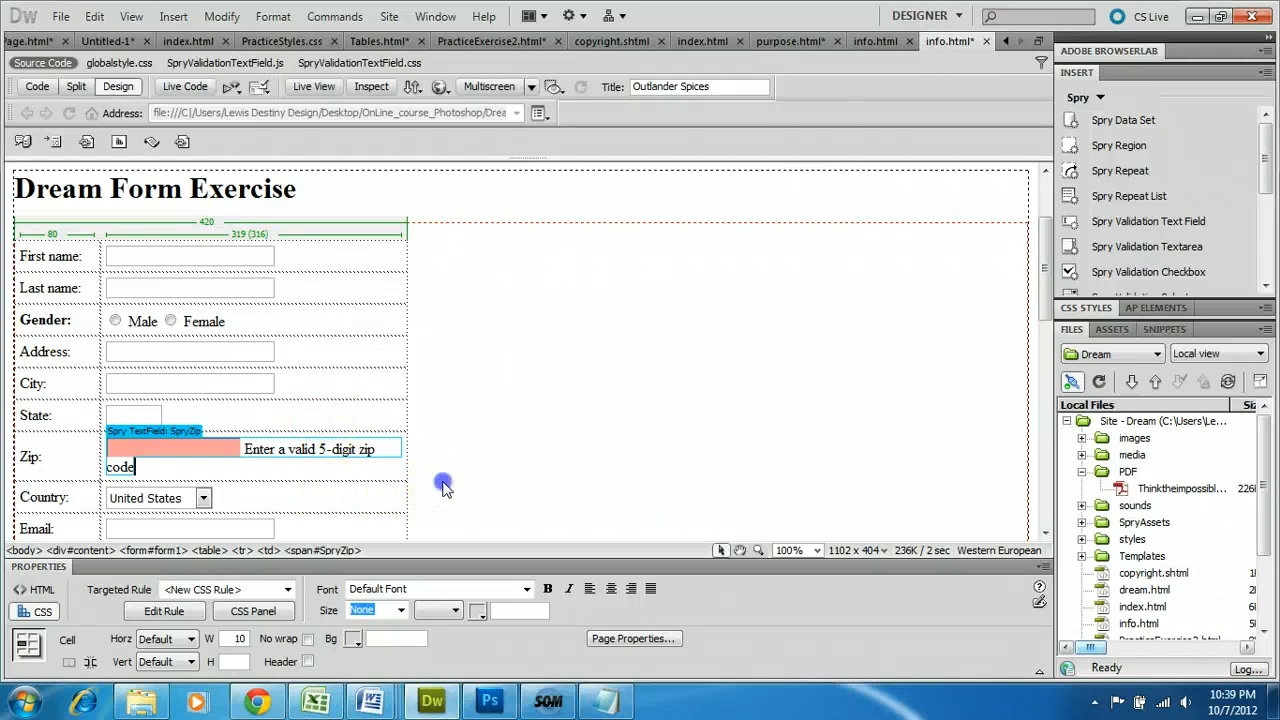 Dw File Edit View Insert Modify Format Commands Site Window Help DESIGNER CS Live
Page.html* Untitled-1* index.html PracticeStyles.css Tables.html* PracticeExercise2.html* copyright.shtml index.html purpose.html* info.html info.html*
Source Code globalstyle.css SpryValidationTextField.js SpryValidationTextField.css
Code Split Design Live Code Live View Inspect Multiscreen Title: Outlander Spices
Address: file:///C|/Users/Lewis Destiny Design/Desktop/OnLine_course_Photoshop/Drea
Dream Form Exercise
420
80 319 (316)
First name:
Last name:
Gender: Male Female
Address:
City:
State:
Spry TextField: SpryZip
Zip: Enter a valid 5-digit zip
code
Country: United States
Email:
<body> <div#content> <form#form1> <table> <tr> <td> <span#SpryZip> 100% 1102 x 404 236K / 2 sec Western European
PROPERTIES
HTML Targeted Rule <New CSS Rule> Font Default Font B I
CSS Edit Rule CSS Panel Size None
Cell Horz Default W 10 No wrap Bg Page Properties...
Vert Default H Header
ADOBE BROWSERLAB
INSERT
Spry
Spry Data Set
Spry Region
Spry Repeat
Spry Repeat List
Spry Validation Text Field
Spry Validation Textarea
Spry Validation Checkbox
CSS STYLES AP ELEMENTS
FILES ASSETS SNIPPETS
Dream Local view
Local Files Siz
Site - Dream (C:\Users\Le...
images
media
PDF
Thinktheimpossibl... 226K
sounds
SpryAssets
styles
Templates
copyright.shtml 1K
dream.html 2K
index.html 6K
info.html 5K
Ready Log...
Dw Ps SOM
10:39 PM
10/7/2012